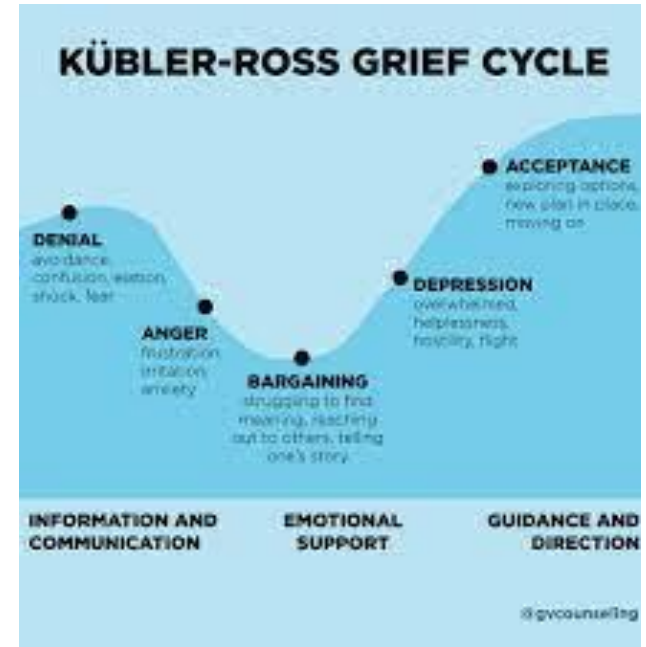 KÜBLER-ROSS GRIEF CYCLE
DENIAL
avoidance,
confusion, elation,
shock, fear
ANGER
frustration
irritation
anxiety
BARGAINING
struggling to find
meaning, reaching
out to others, telling
one's story
DEPRESSION
overwhelmed,
helplessness,
hostility, flight
ACCEPTANCE
exploring options,
new plan in place,
moving on
INFORMATION AND
COMMUNICATION
EMOTIONAL
SUPPORT
GUIDANCE AND
DIRECTION
@gvcounselling